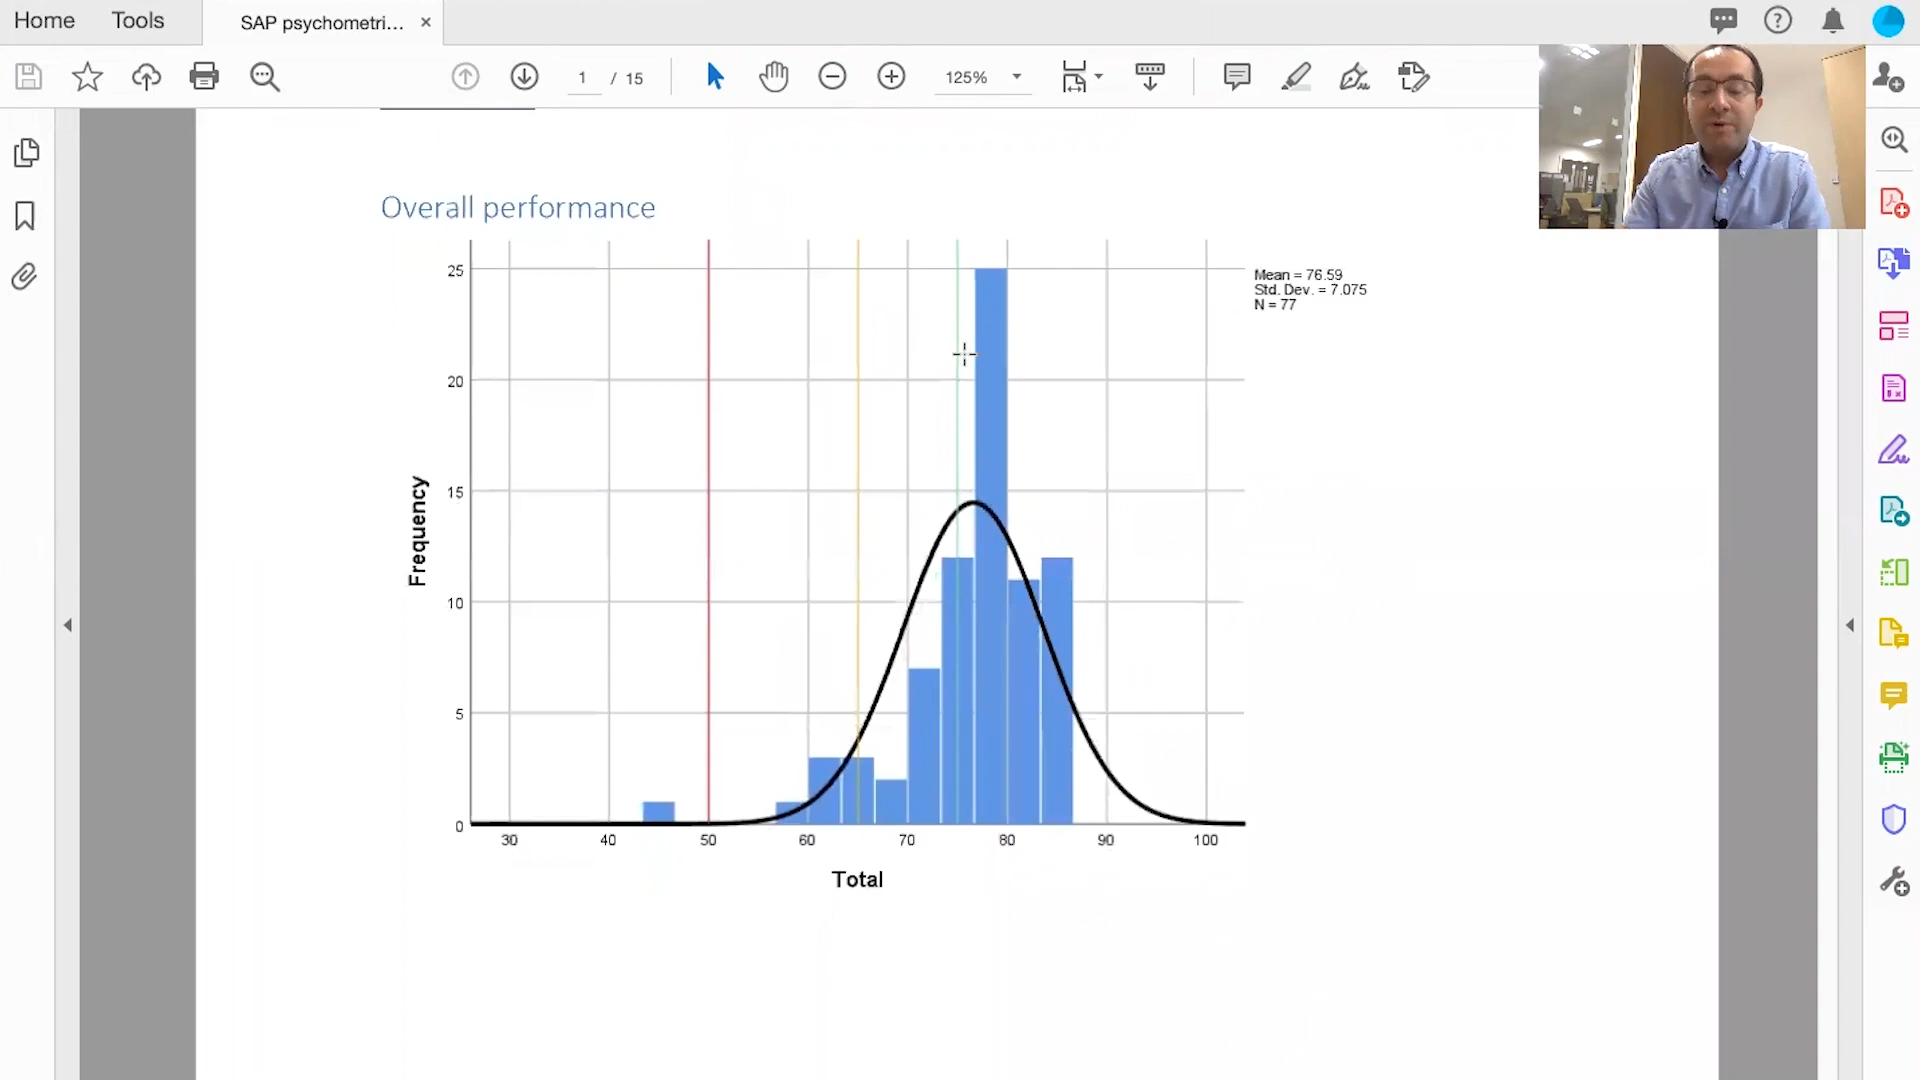 Home Tools SAP psychometri... ×
1 / 15 125%
Overall performance
Mean = 76.59
Std. Dev. = 7.075
N = 77
25
20
15
10
5
0
Frequency
30 40 50 60 70 80 90 100
Total